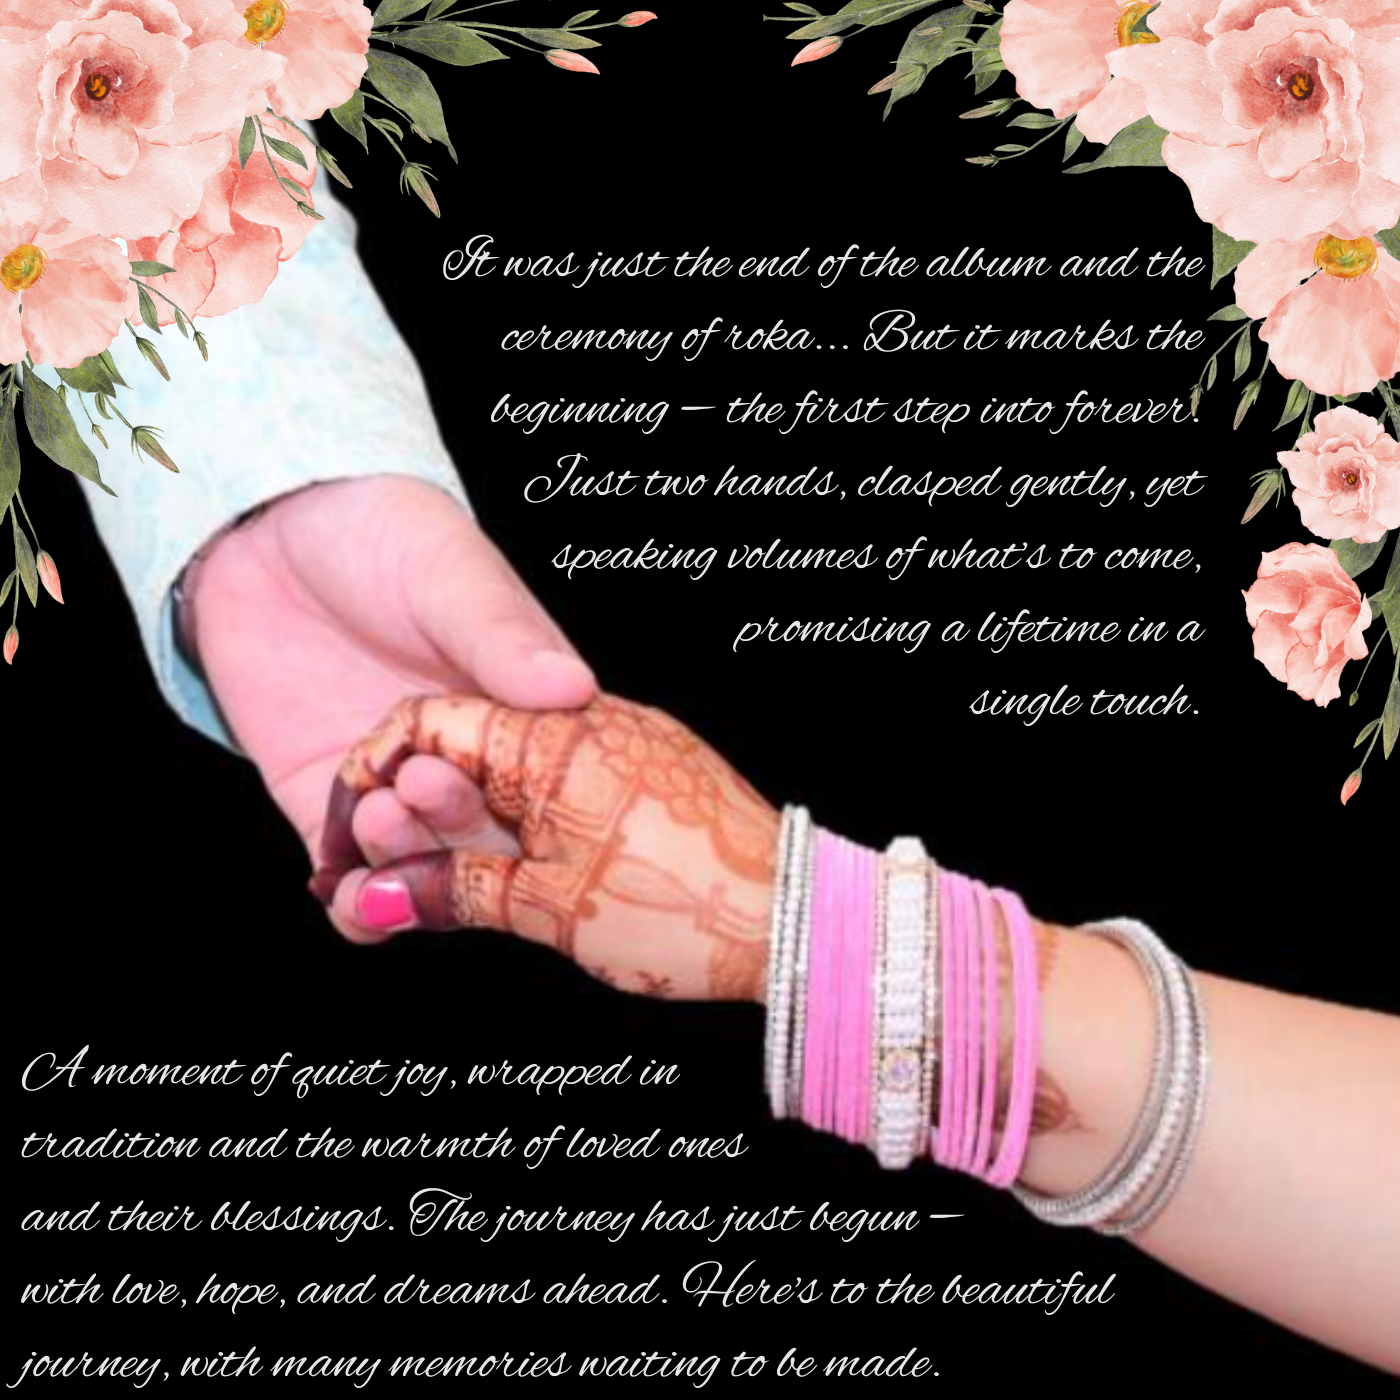 It was just the end of the album and the
ceremony of roka... But it marks the
beginning – the first step into forever.
Just two hands, clasped gently, yet
speaking volumes of what's to come,
promising a lifetime in a
single touch.
A moment of quiet joy, wrapped in
tradition and the warmth of loved ones
and their blessings. The journey has just begun –
with love, hope, and dreams ahead. Here's to the beautiful
journey, with many memories waiting to be made.